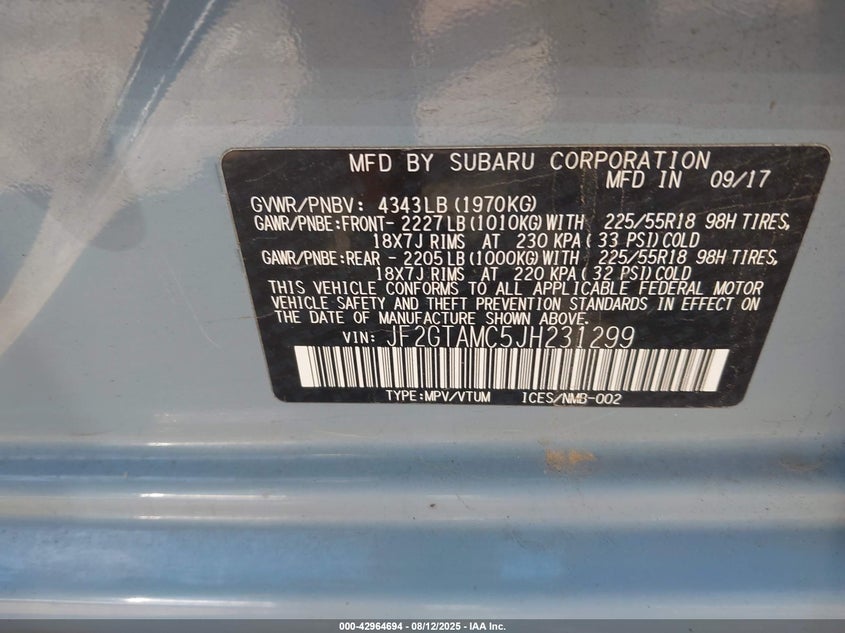 MFD BY SUBARU CORPORATION
MFD IN 09/17
GVWR/PNBV: 4343LB(1970KG)
GAWR/PNBE:FRONT- 2227LB(1010KG)WITH 225/55R18 98H TIRES,
18X7J RIMS AT 230 KPA( 33 PSI)COLD
GAWR/PNBE:REAR - 2205LB(1000KG)WITH 225/55R18 98H TIRES,
18X7J RIMS AT 220 KPA( 32 PSI)COLD
THIS VEHICLE CONFORMS TO ALL APPLICABLE FEDERAL MOTOR
VEHICLE SAFETY AND THEFT PREVENTION STANDARDS IN EFFECT ON
THE DATE OF MANUFACTURE SHOWN ABOVE.
VIN: JF2GTAMC5JH231299
TYPE:MPV/VTUM ICES/NMB-002
000-42964694 - 08/12/2025 - IAA Inc.